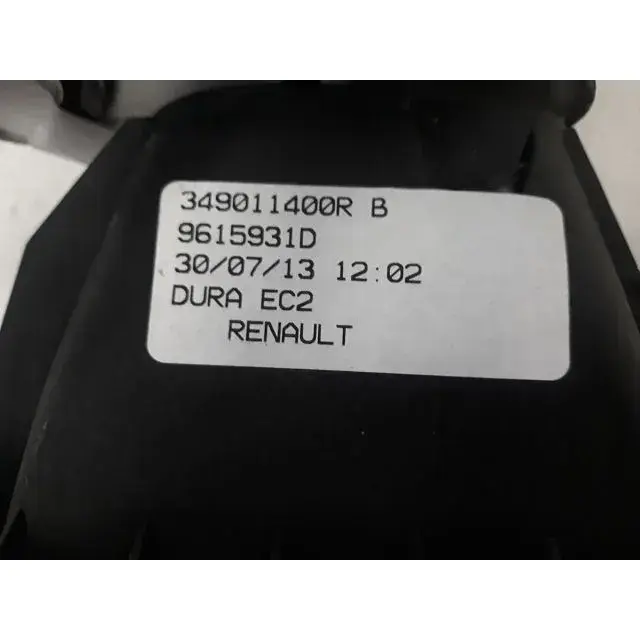 349011400R B
9615931D
30/07/13 12:02
DURA EC2
RENAULT